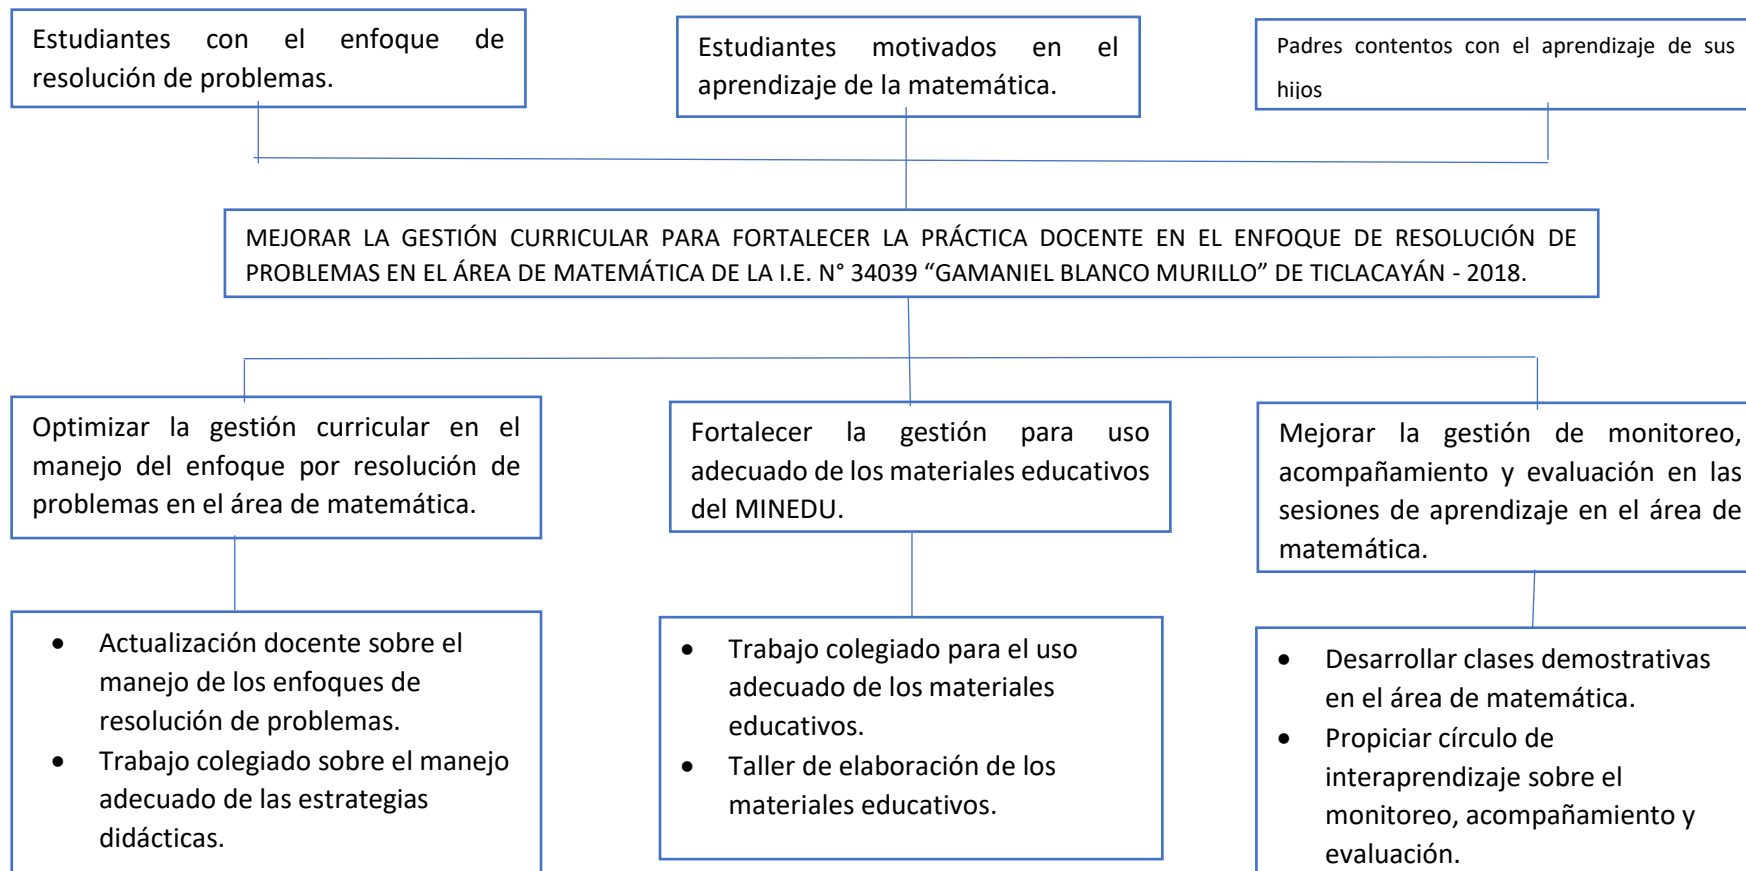 Estudiantes con el enfoque de
resolución de problemas.
Estudiantes motivados en el
aprendizaje de la matemática.
Padres contentos con el aprendizaje de sus
hijos
MEJORAR LA GESTIÓN CURRICULAR PARA FORTALECER LA PRÁCTICA DOCENTE EN EL ENFOQUE DE RESOLUCIÓN DE
PROBLEMAS EN EL ÁREA DE MATEMÁTICA DE LA I.E. N° 34039 “GAMANIEL BLANCO MURILLO” DE TICLACAYÁN - 2018.
Optimizar la gestión curricular en el
manejo del enfoque por resolución de
problemas en el área de matemática.
Fortalecer la gestión para uso
adecuado de los materiales educativos
del MINEDU.
Mejorar la gestión de monitoreo,
acompañamiento y evaluación en las
sesiones de aprendizaje en el área de
matemática.
• Actualización docente sobre el
manejo de los enfoques de
resolución de problemas.
• Trabajo colegiado sobre el manejo
adecuado de las estrategias
didácticas.
• Trabajo colegiado para el uso
adecuado de los materiales
educativos.
• Taller de elaboración de los
materiales educativos.
• Desarrollar clases demostrativas
en el área de matemática.
• Propiciar círculo de
interaprendizaje sobre el
monitoreo, acompañamiento y
evaluación.